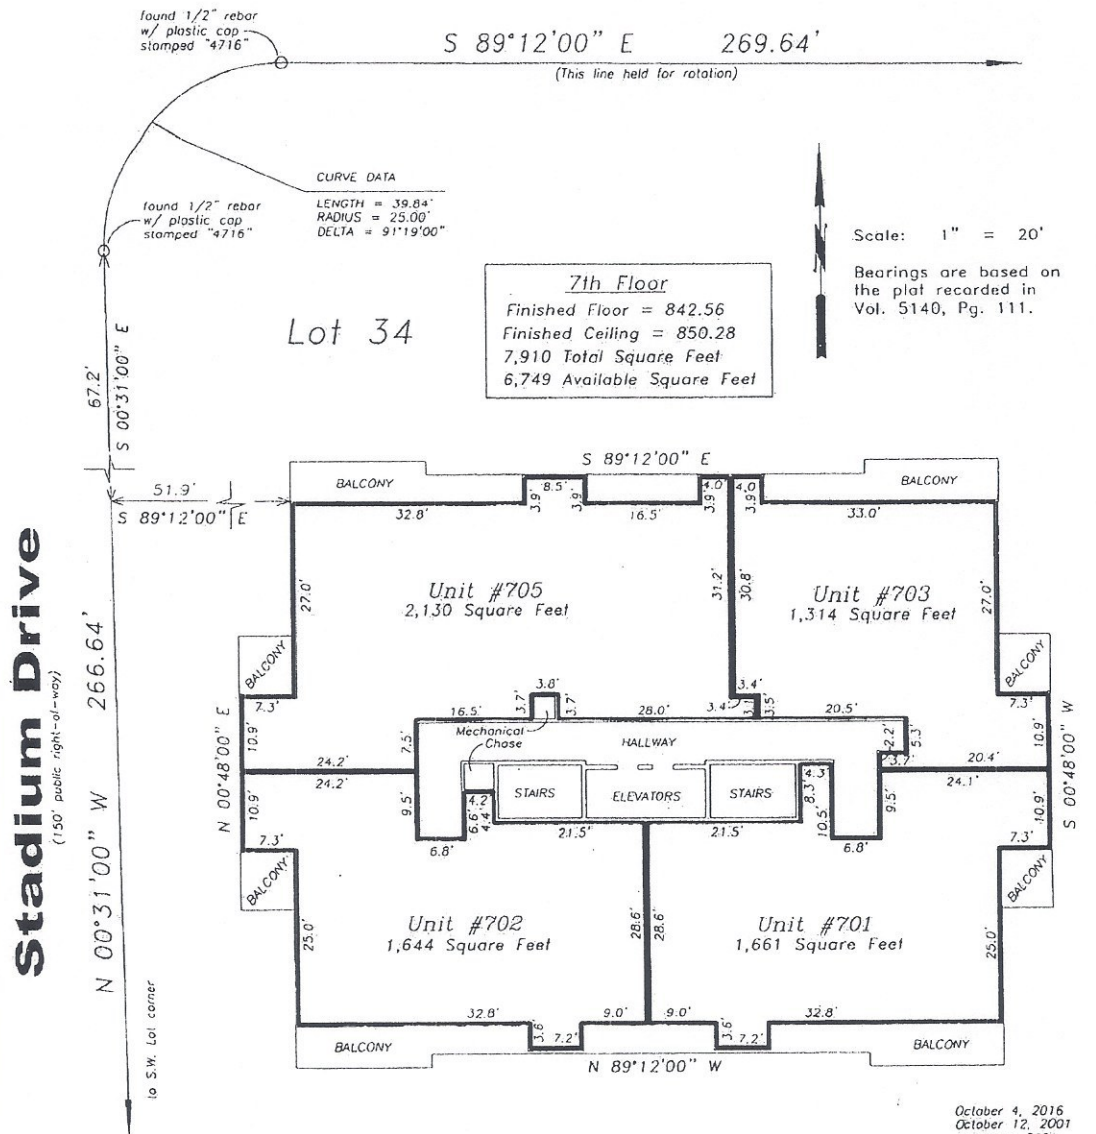 found 1/2" rebar
w/ plastic cap
stamped "4716"
S 89°12'00" E 269.64'
(This line held for rotation)
CURVE DATA
LENGTH = 39.84'
RADIUS = 25.00'
DELTA = 91°19'00"
found 1/2" rebar
w/ plastic cap
stamped "4716"
Scale: 1" = 20'
Bearings are based on
the plat recorded in
Vol. 5140, Pg. 111.
7th Floor
Finished Floor = 842.56
Finished Ceiling = 850.28
7,910 Total Square Feet
6,749 Available Square Feet
Lot 34
67.2'
S 00°31'00" E
S 89°12'00" E
51.9'
S 89°12'00" E
BALCONY
BALCONY
8.5'
4.0'
4.0'
3.9'
3.9'
3.9'
3.9'
32.8'
16.5'
33.0'
Stadium Drive
(150' public right-of-way)
N 00°31'00" W 266.64'
to S.W. Lot corner
27.0'
Unit #705
2,130 Square Feet
31.2'
30.8'
Unit #703
1,314 Square Feet
27.0'
BALCONY
BALCONY
7.3'
3.8'
3.7'
3.7'
3.4'
3.4'
3.1'
3.5'
7.3'
16.5'
28.0'
20.5'
N 00°48'00" E
10.9'
7.5'
Mechanical
Chase
HALLWAY
2.2'
5.3'
3.7'
10.9'
S 00°48'00" W
24.2'
20.4'
24.2'
24.1'
10.9'
9.5'
4.2'
6.6'
4.4'
STAIRS
ELEVATORS
STAIRS
4.3'
8.3'
10.5'
9.5'
10.9'
7.3'
6.8'
21.5'
21.5'
6.8'
7.3'
BALCONY
BALCONY
25.0'
Unit #702
1,644 Square Feet
28.6'
28.6'
Unit #701
1,661 Square Feet
25.0'
32.8'
9.0'
9.0'
32.8'
3.6'
7.2'
3.6'
7.2'
BALCONY
BALCONY
N 89°12'00" W
October 4, 2016
October 12, 2001